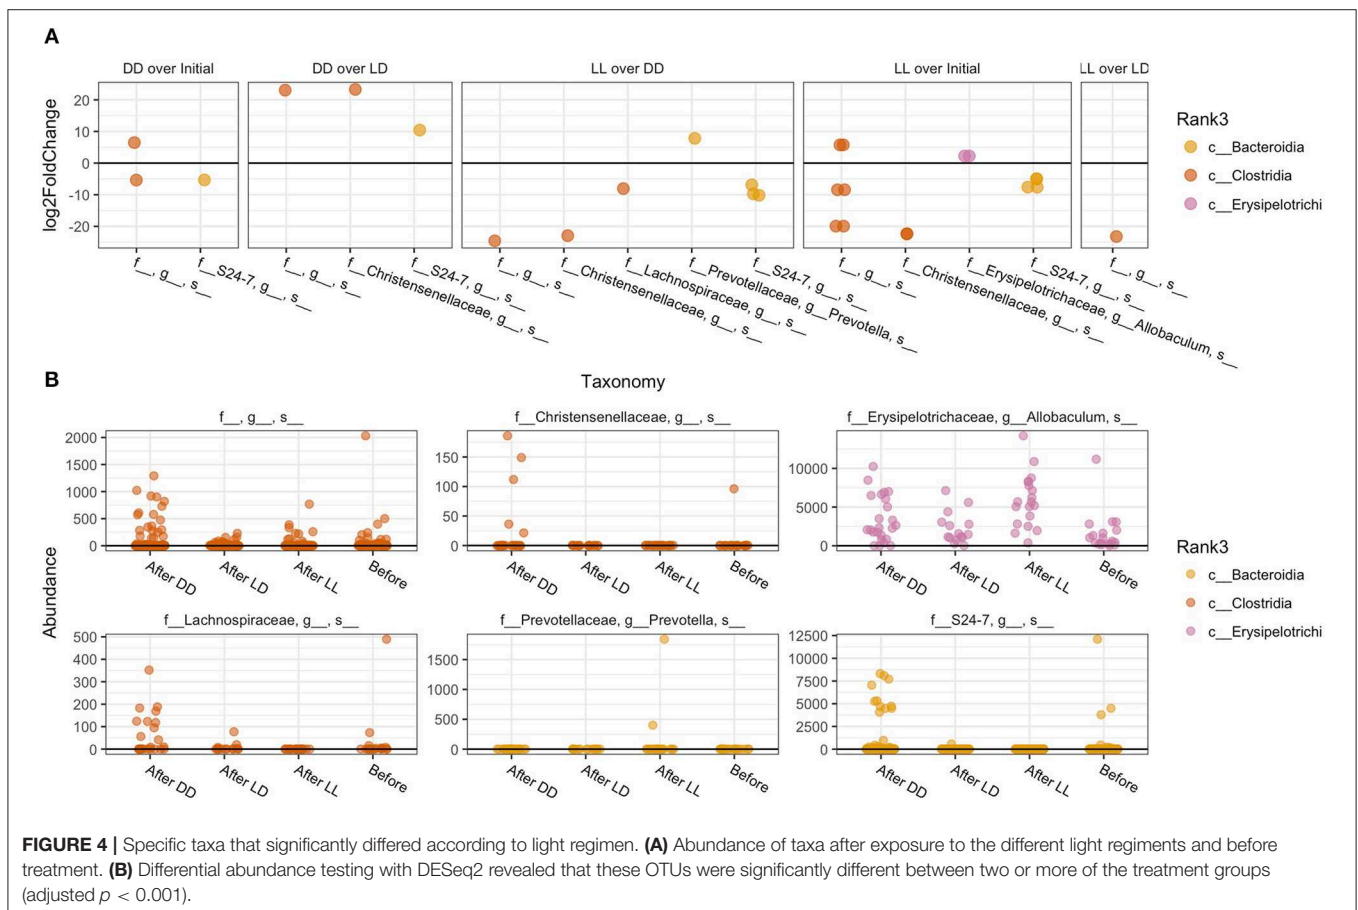 A
DD over Initial
DD over LD
LL over DD
LL over Initial
LL over LD
log2FoldChange
20
10
0
-10
-20
f__, g__, s__
f__S24-7, g__, s__
f__, g__, s__
f__Christensenellaceae, g__, s__
f__S24-7, g__, s__
f__, g__, s__
f__Christensenellaceae, g__, s__
f__Lachnospiraceae, g__, s__
f__Prevotellaceae, g__Prevotella, s__
f__S24-7, g__, s__
f__, g__, s__
f__Christensenellaceae, g__, s__
f__Erysipelotrichaceae, g__Allobaculum, s__
f__S24-7, g__, s__
f__, g__, s__
Taxonomy
Rank3
c__Bacteroidia
c__Clostridia
c__Erysipelotrichi
B
Abundance
f__, g__, s__
2000
1500
1000
500
0
After DD
After LD
After LL
Before
f__Christensenellaceae, g__, s__
150
100
50
0
After DD
After LD
After LL
Before
f__Erysipelotrichaceae, g__Allobaculum, s__
10000
5000
0
After DD
After LD
After LL
Before
f__Lachnospiraceae, g__, s__
500
400
300
200
100
0
After DD
After LD
After LL
Before
f__Prevotellaceae, g__Prevotella, s__
1500
1000
500
0
After DD
After LD
After LL
Before
f__S24-7, g__, s__
12500
10000
7500
5000
2500
0
After DD
After LD
After LL
Before
Rank3
c__Bacteroidia
c__Clostridia
c__Erysipelotrichi
FIGURE 4 | Specific taxa that significantly differed according to light regimen. (A) Abundance of taxa after exposure to the different light regiments and before
treatment. (B) Differential abundance testing with DESeq2 revealed that these OTUs were significantly different between two or more of the treatment groups
(adjusted p < 0.001).